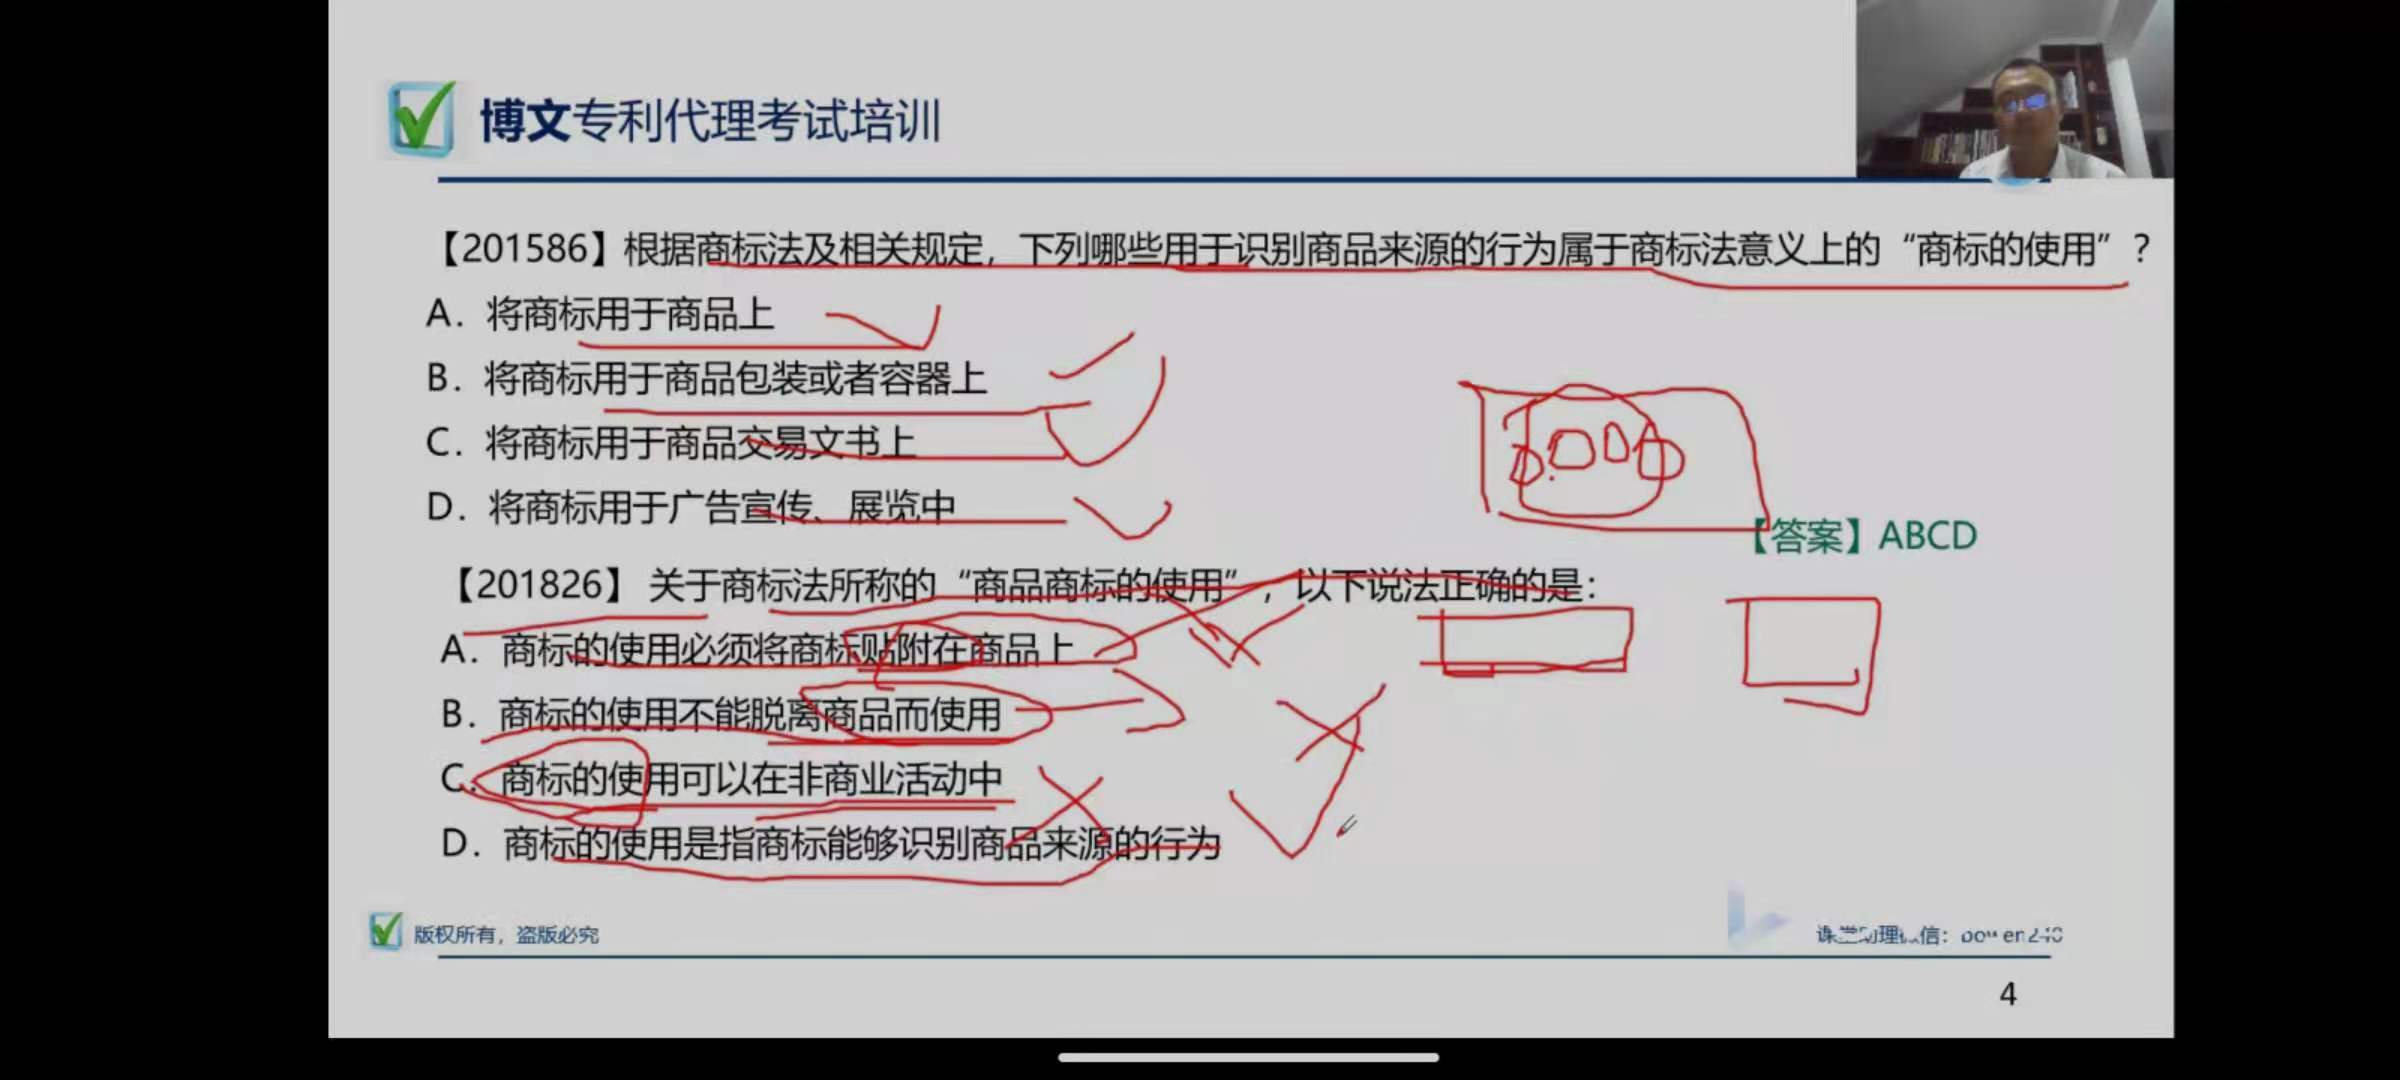 博文专利代理考试培训
【201586】根据商标法及相关规定，下列哪些用于识别商品来源的行为属于商标法意义上的“商标的使用”？
A．将商标用于商品上
B．将商标用于商品包装或者容器上
C．将商标用于商品交易文书上
D．将商标用于广告宣传、展览中
【答案】ABCD
【201826】关于商标法所称的“商品商标的使用”，以下说法正确的是：
A．商标的使用必须将商标贴附在商品上
B．商标的使用不能脱离商品而使用
C．商标的使用可以在非商业活动中
D．商标的使用是指商标能够识别商品来源的行为
版权所有，盗版必究
4